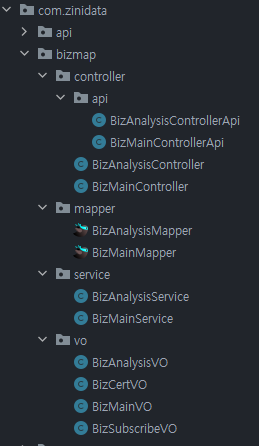 com.zinidata
api
bizmap
controller
api
BizAnalysisControllerApi
BizMainControllerApi
BizAnalysisController
BizMainController
mapper
BizAnalysisMapper
BizMainMapper
service
BizAnalysisService
BizMainService
vo
BizAnalysisVO
BizCertVO
BizMainVO
BizSubscribeVO